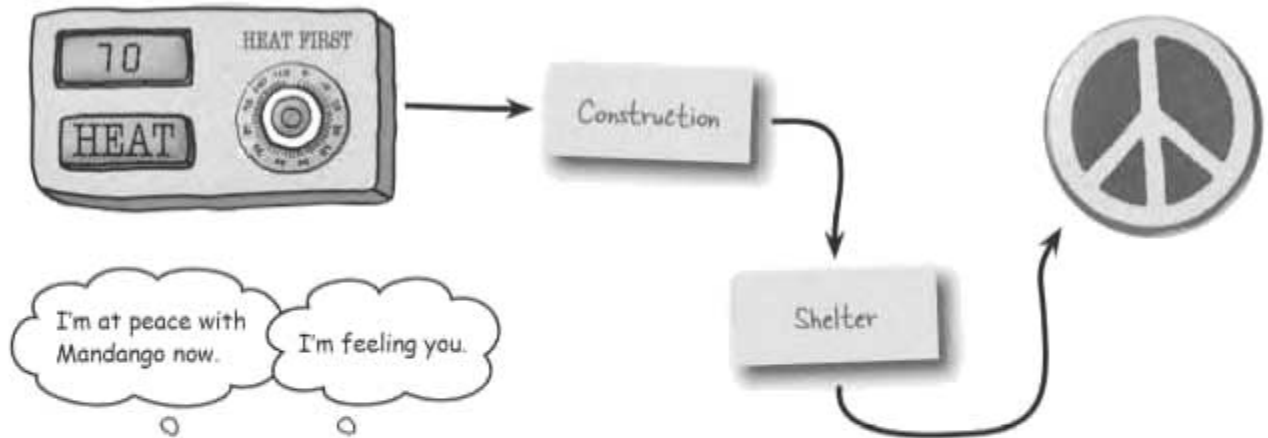 70
HEAT FIRST
HEAT
Construction
Shelter
I'm at peace with
Mandango now.
I'm feeling you.